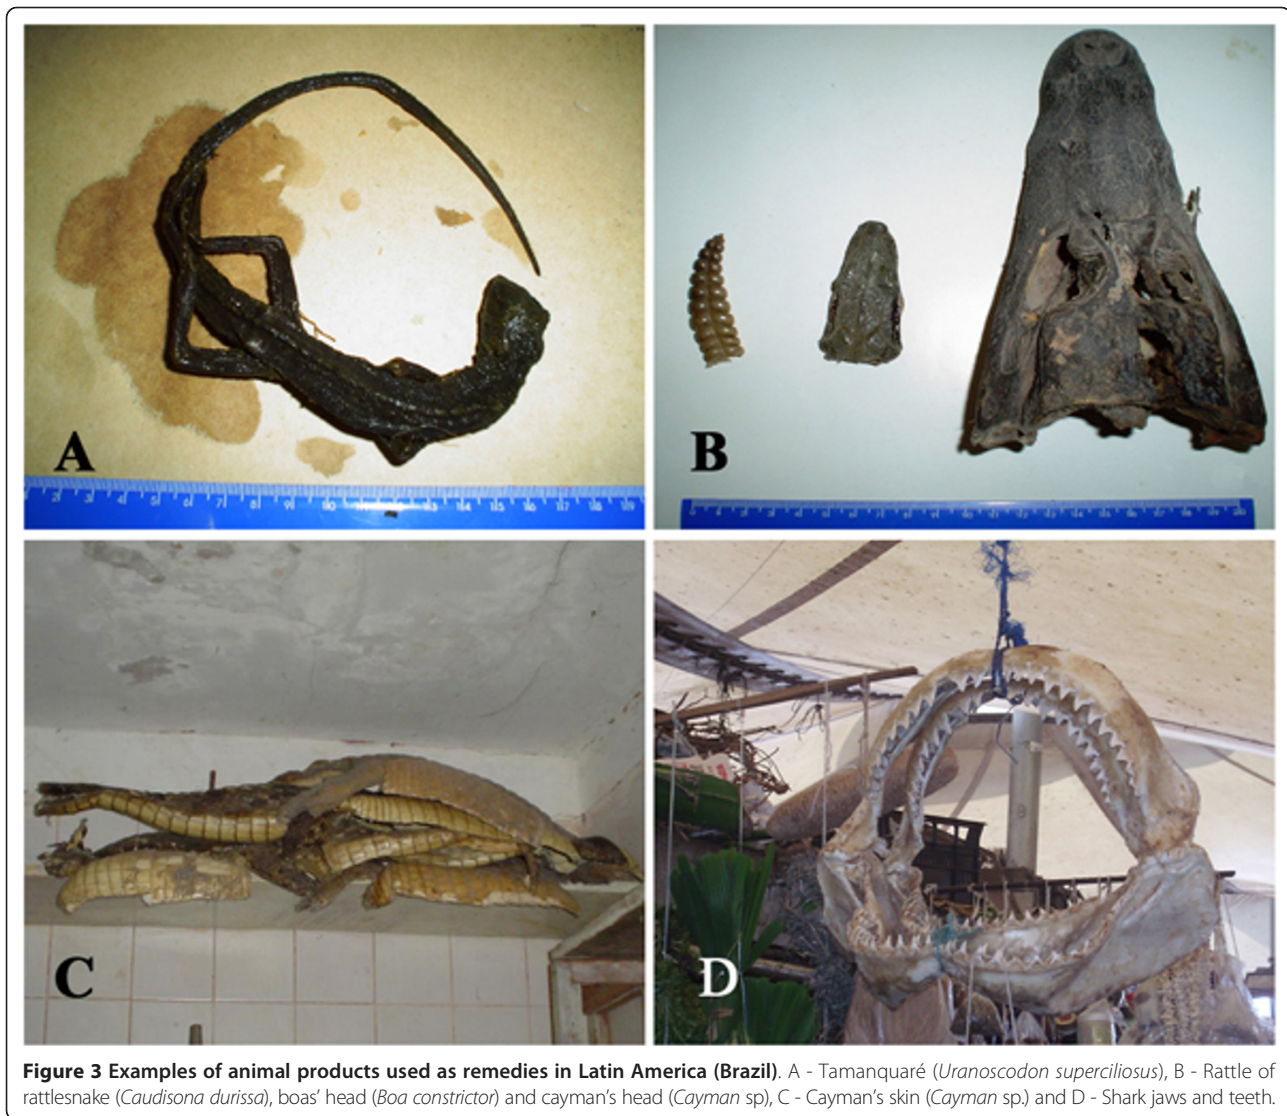 A
B
C
D
Figure 3 Examples of animal products used as remedies in Latin America (Brazil). A - Tamanquaré (Uranoscodon superciliosus), B - Rattle of
rattlesnake (Caudisona durissa), boas' head (Boa constrictor) and cayman's head (Cayman sp), C - Cayman's skin (Cayman sp.) and D - Shark jaws and teeth.